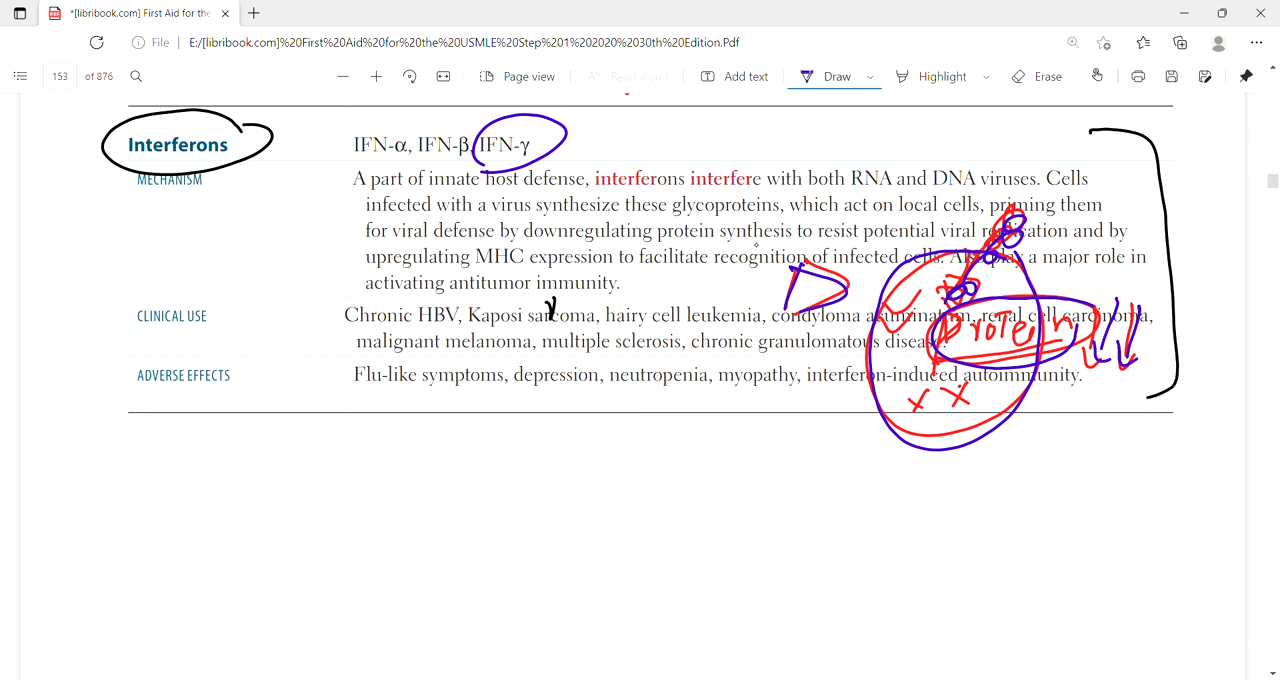 *[libribook.com] First Aid for the
File E:/[libribook.com]%20First%20Aid%20for%20the%20USMLE%20Step%201%202020%2030th%20Edition.Pdf
153 of 876 Page view Read aloud Add text Draw Highlight Erase
Interferons IFN-α, IFN-β, IFN-γ
MECHANISM A part of innate host defense, interferons interfere with both RNA and DNA viruses. Cells
infected with a virus synthesize these glycoproteins, which act on local cells, priming them
for viral defense by downregulating protein synthesis to resist potential viral replication and by
upregulating MHC expression to facilitate recognition of infected cells. Also play a major role in
activating antitumor immunity.
CLINICAL USE Chronic HBV, Kaposi sarcoma, hairy cell leukemia, condyloma acuminatum, renal cell carcinoma,
malignant melanoma, multiple sclerosis, chronic granulomatous disease.
ProTein
ADVERSE EFFECTS Flu-like symptoms, depression, neutropenia, myopathy, interferon-induced autoimmunity.